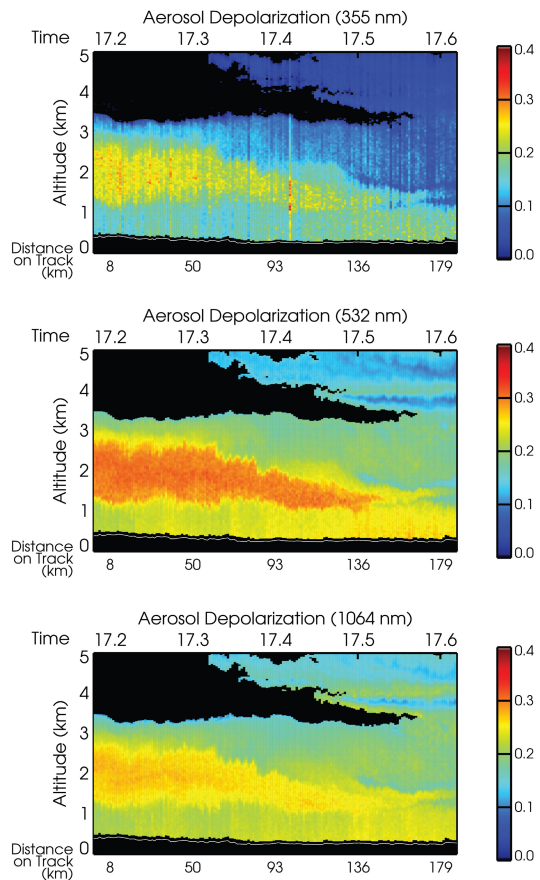 Aerosol Depolarization (355 nm)
Time 17.2 17.3 17.4 17.5 17.6
5
4
3
2
1
0
Altitude (km)
0.4
0.3
0.2
0.1
0.0
Distance
on Track
(km)
8 50 93 136 179
Aerosol Depolarization (532 nm)
Time 17.2 17.3 17.4 17.5 17.6
5
4
3
2
1
0
Altitude (km)
0.4
0.3
0.2
0.1
0.0
Distance
on Track
(km)
8 50 93 136 179
Aerosol Depolarization (1064 nm)
Time 17.2 17.3 17.4 17.5 17.6
5
4
3
2
1
0
Altitude (km)
0.4
0.3
0.2
0.1
0.0
Distance
on Track
(km)
8 50 93 136 179